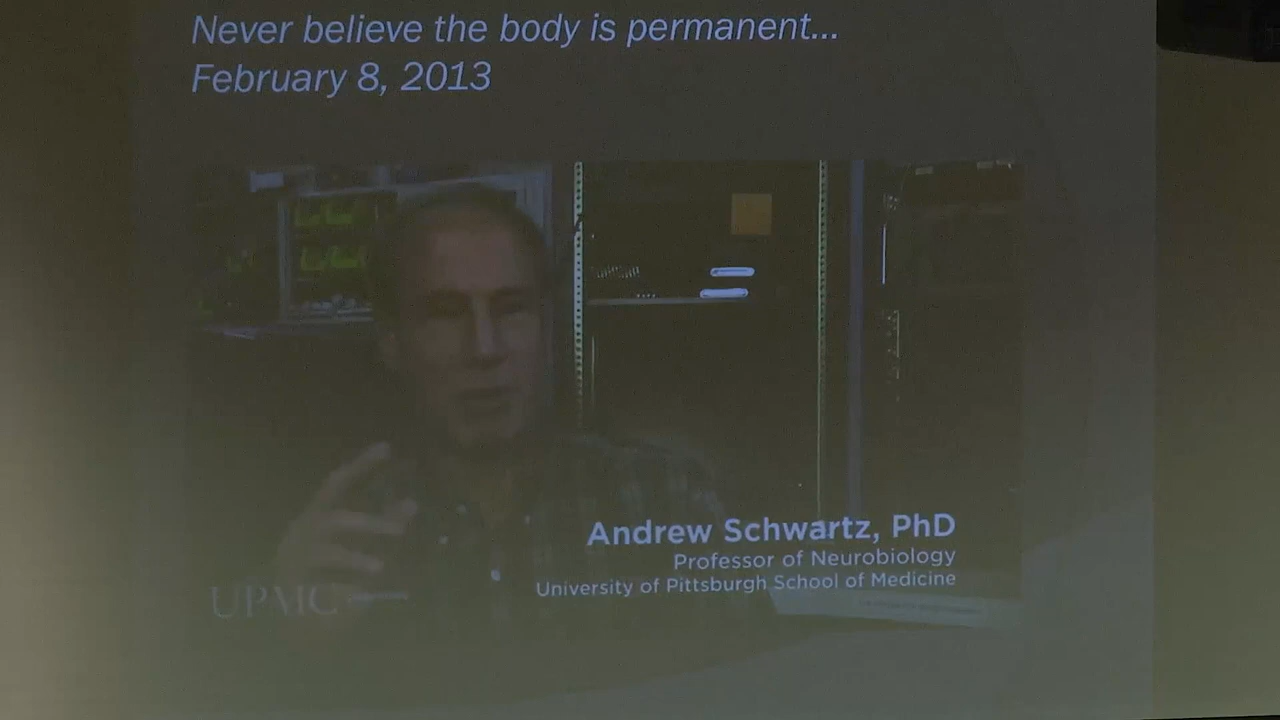 Never believe the body is permanent...
February 8, 2013
Andrew Schwartz, PhD
Professor of Neurobiology
University of Pittsburgh School of Medicine
UPMC